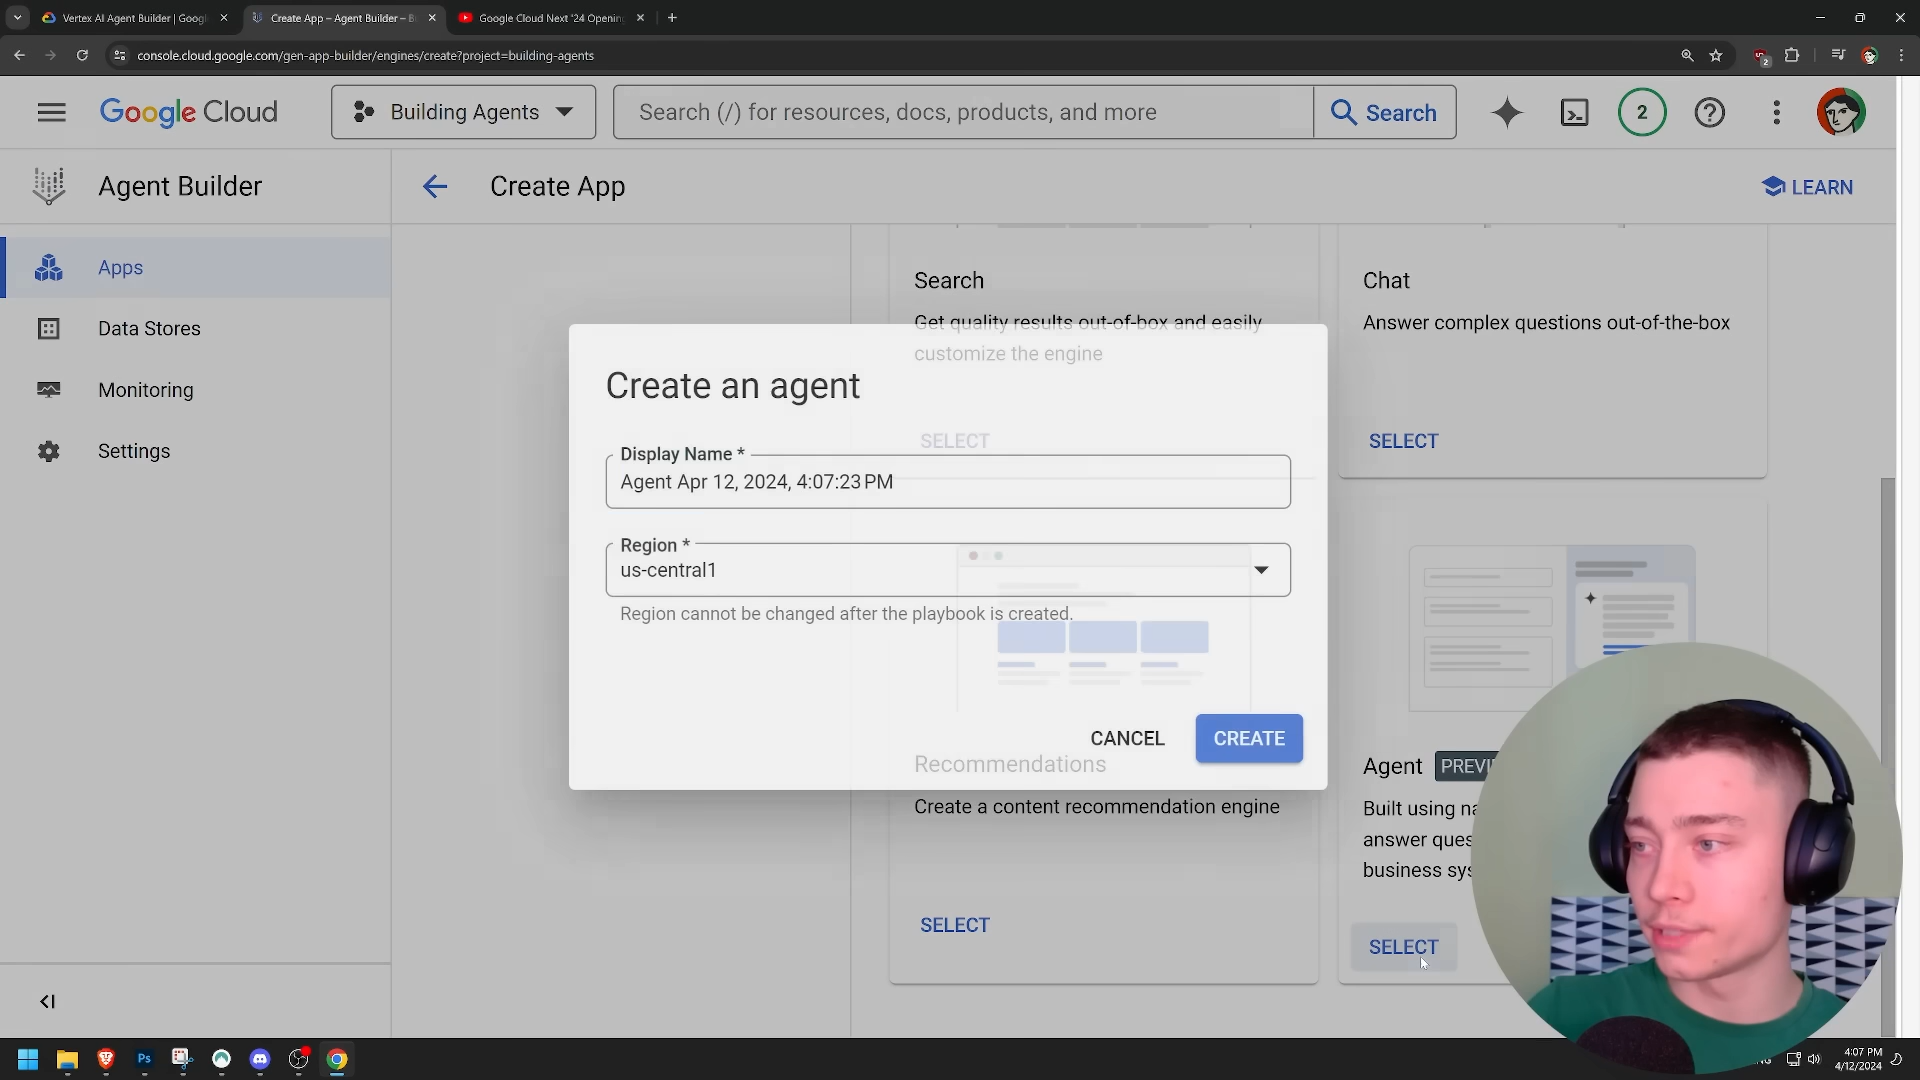 Vertex AI Agent Builder | Googl
Create App – Agent Builder – B
Google Cloud Next '24 Opening
console.cloud.google.com/gen-app-builder/engines/create?project=building-agents
2
Google Cloud
Building Agents
Search (/) for resources, docs, products, and more
Search
2
Agent Builder
Create App
LEARN
Apps
Data Stores
Monitoring
Settings
Search
Get quality results out-of-box and easily
customize the engine
SELECT
Chat
Answer complex questions out-of-the-box
SELECT
Create an agent
Display Name *
Agent Apr 12, 2024, 4:07:23 PM
Region *
us-central1
Region cannot be changed after the playbook is created.
CANCEL
CREATE
Recommendations
Create a content recommendation engine
SELECT
Agent
PREVI
Built using na
answer ques
business sys
SELECT
Ps
4:07 PM
4/12/2024